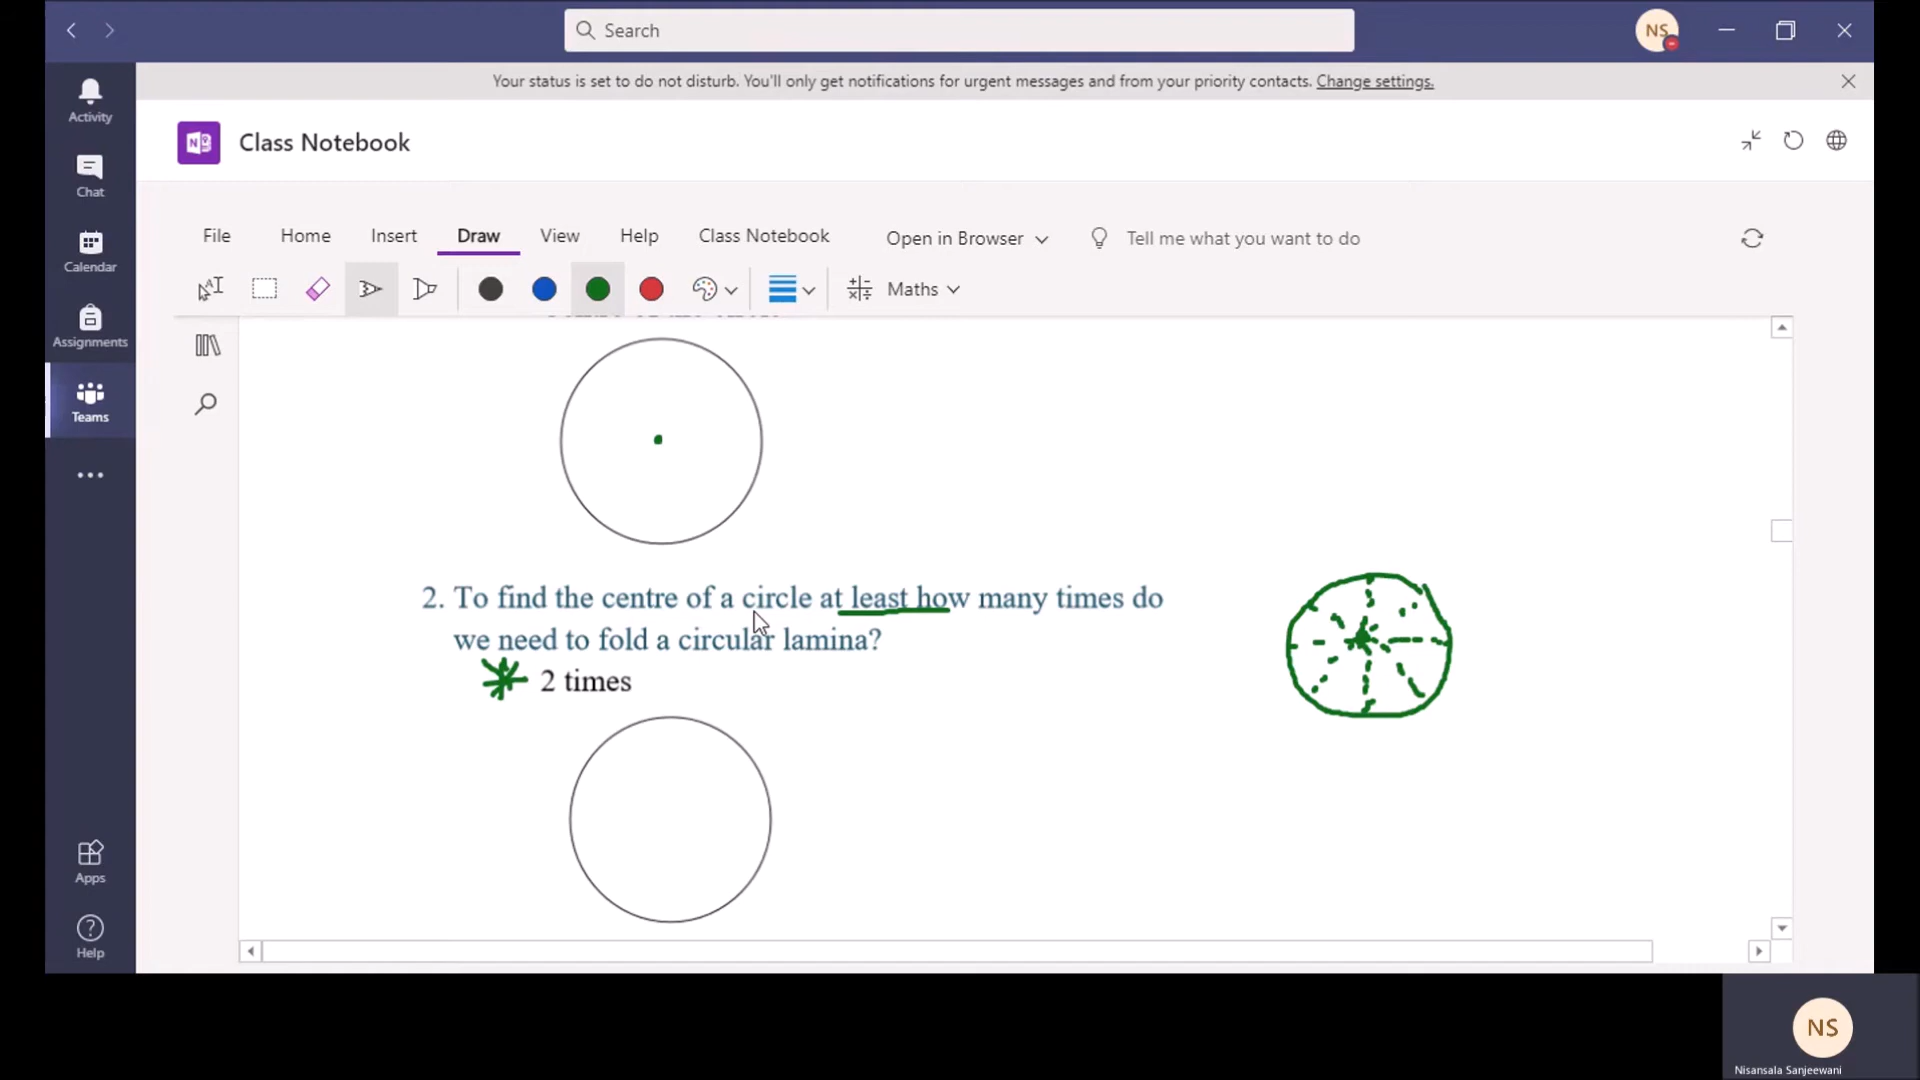 Search
NS
Your status is set to do not disturb. You'll only get notifications for urgent messages and from your priority contacts. Change settings.
Activity
Chat
Calendar
Assignments
Teams
Apps
Help
Class Notebook
File Home Insert Draw View Help Class Notebook Open in Browser Tell me what you want to do
Maths
2. To find the centre of a circle at least how many times do
we need to fold a circular lamina?
2 times
NS
Nisansala Sanjeewani